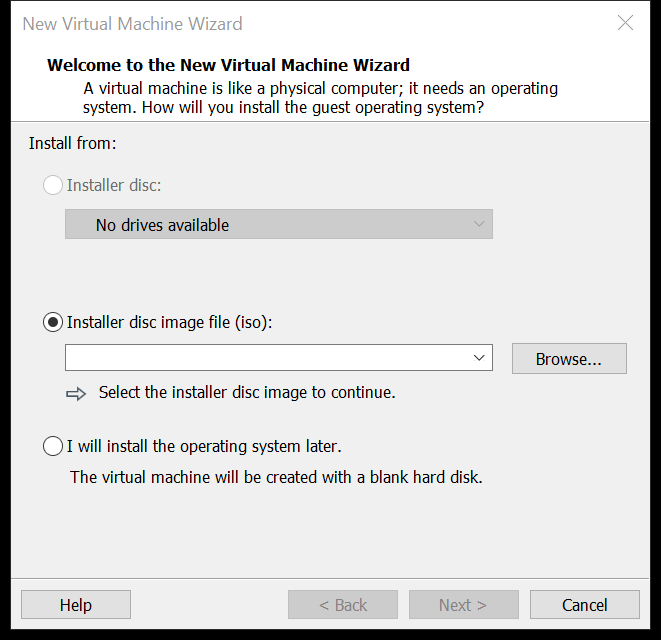 New Virtual Machine Wizard
Welcome to the New Virtual Machine Wizard
A virtual machine is like a physical computer; it needs an operating
system. How will you install the guest operating system?
Install from:
Installer disc:
No drives available
Installer disc image file (iso):
Browse...
Select the installer disc image to continue.
I will install the operating system later.
The virtual machine will be created with a blank hard disk.
Help
< Back
Next >
Cancel